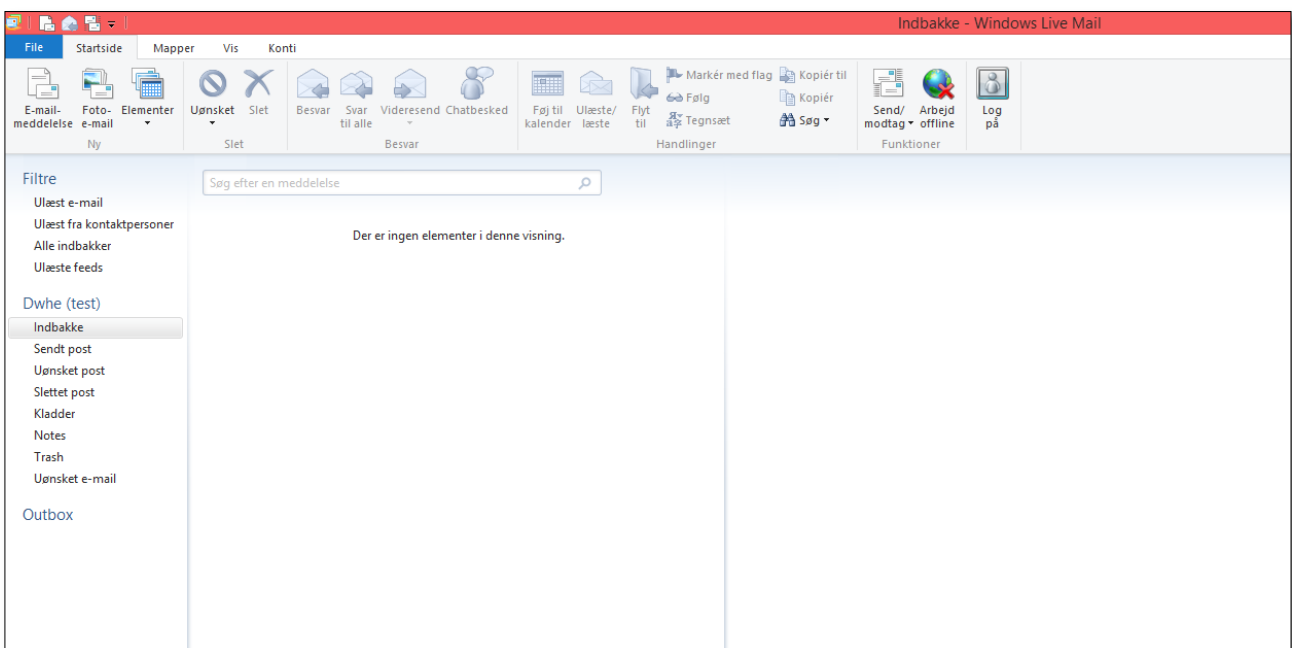 Indbakke - Windows Live Mail
File Startside Mapper Vis Konti
E-mail-
meddelelse
Foto-
e-mail
Elementer
Ny
Uønsket
Slet
Slet
Besvar
Svar
til alle
Videresend
Chatbesked
Besvar
Føj til
kalender
Ulæste/
læste
Flyt
til
Markér med flag
Følg
Tegnsæt
Kopiér til
Kopiér
Søg
Handlinger
Send/
modtag
Arbejd
offline
Funktioner
Log
på
Filtre
Ulæst e-mail
Ulæst fra kontaktpersoner
Alle indbakker
Ulæste feeds
Dwhe (test)
Indbakke
Sendt post
Uønsket post
Slettet post
Kladder
Notes
Trash
Uønsket e-mail
Outbox
Søg efter en meddelelse
Der er ingen elementer i denne visning.